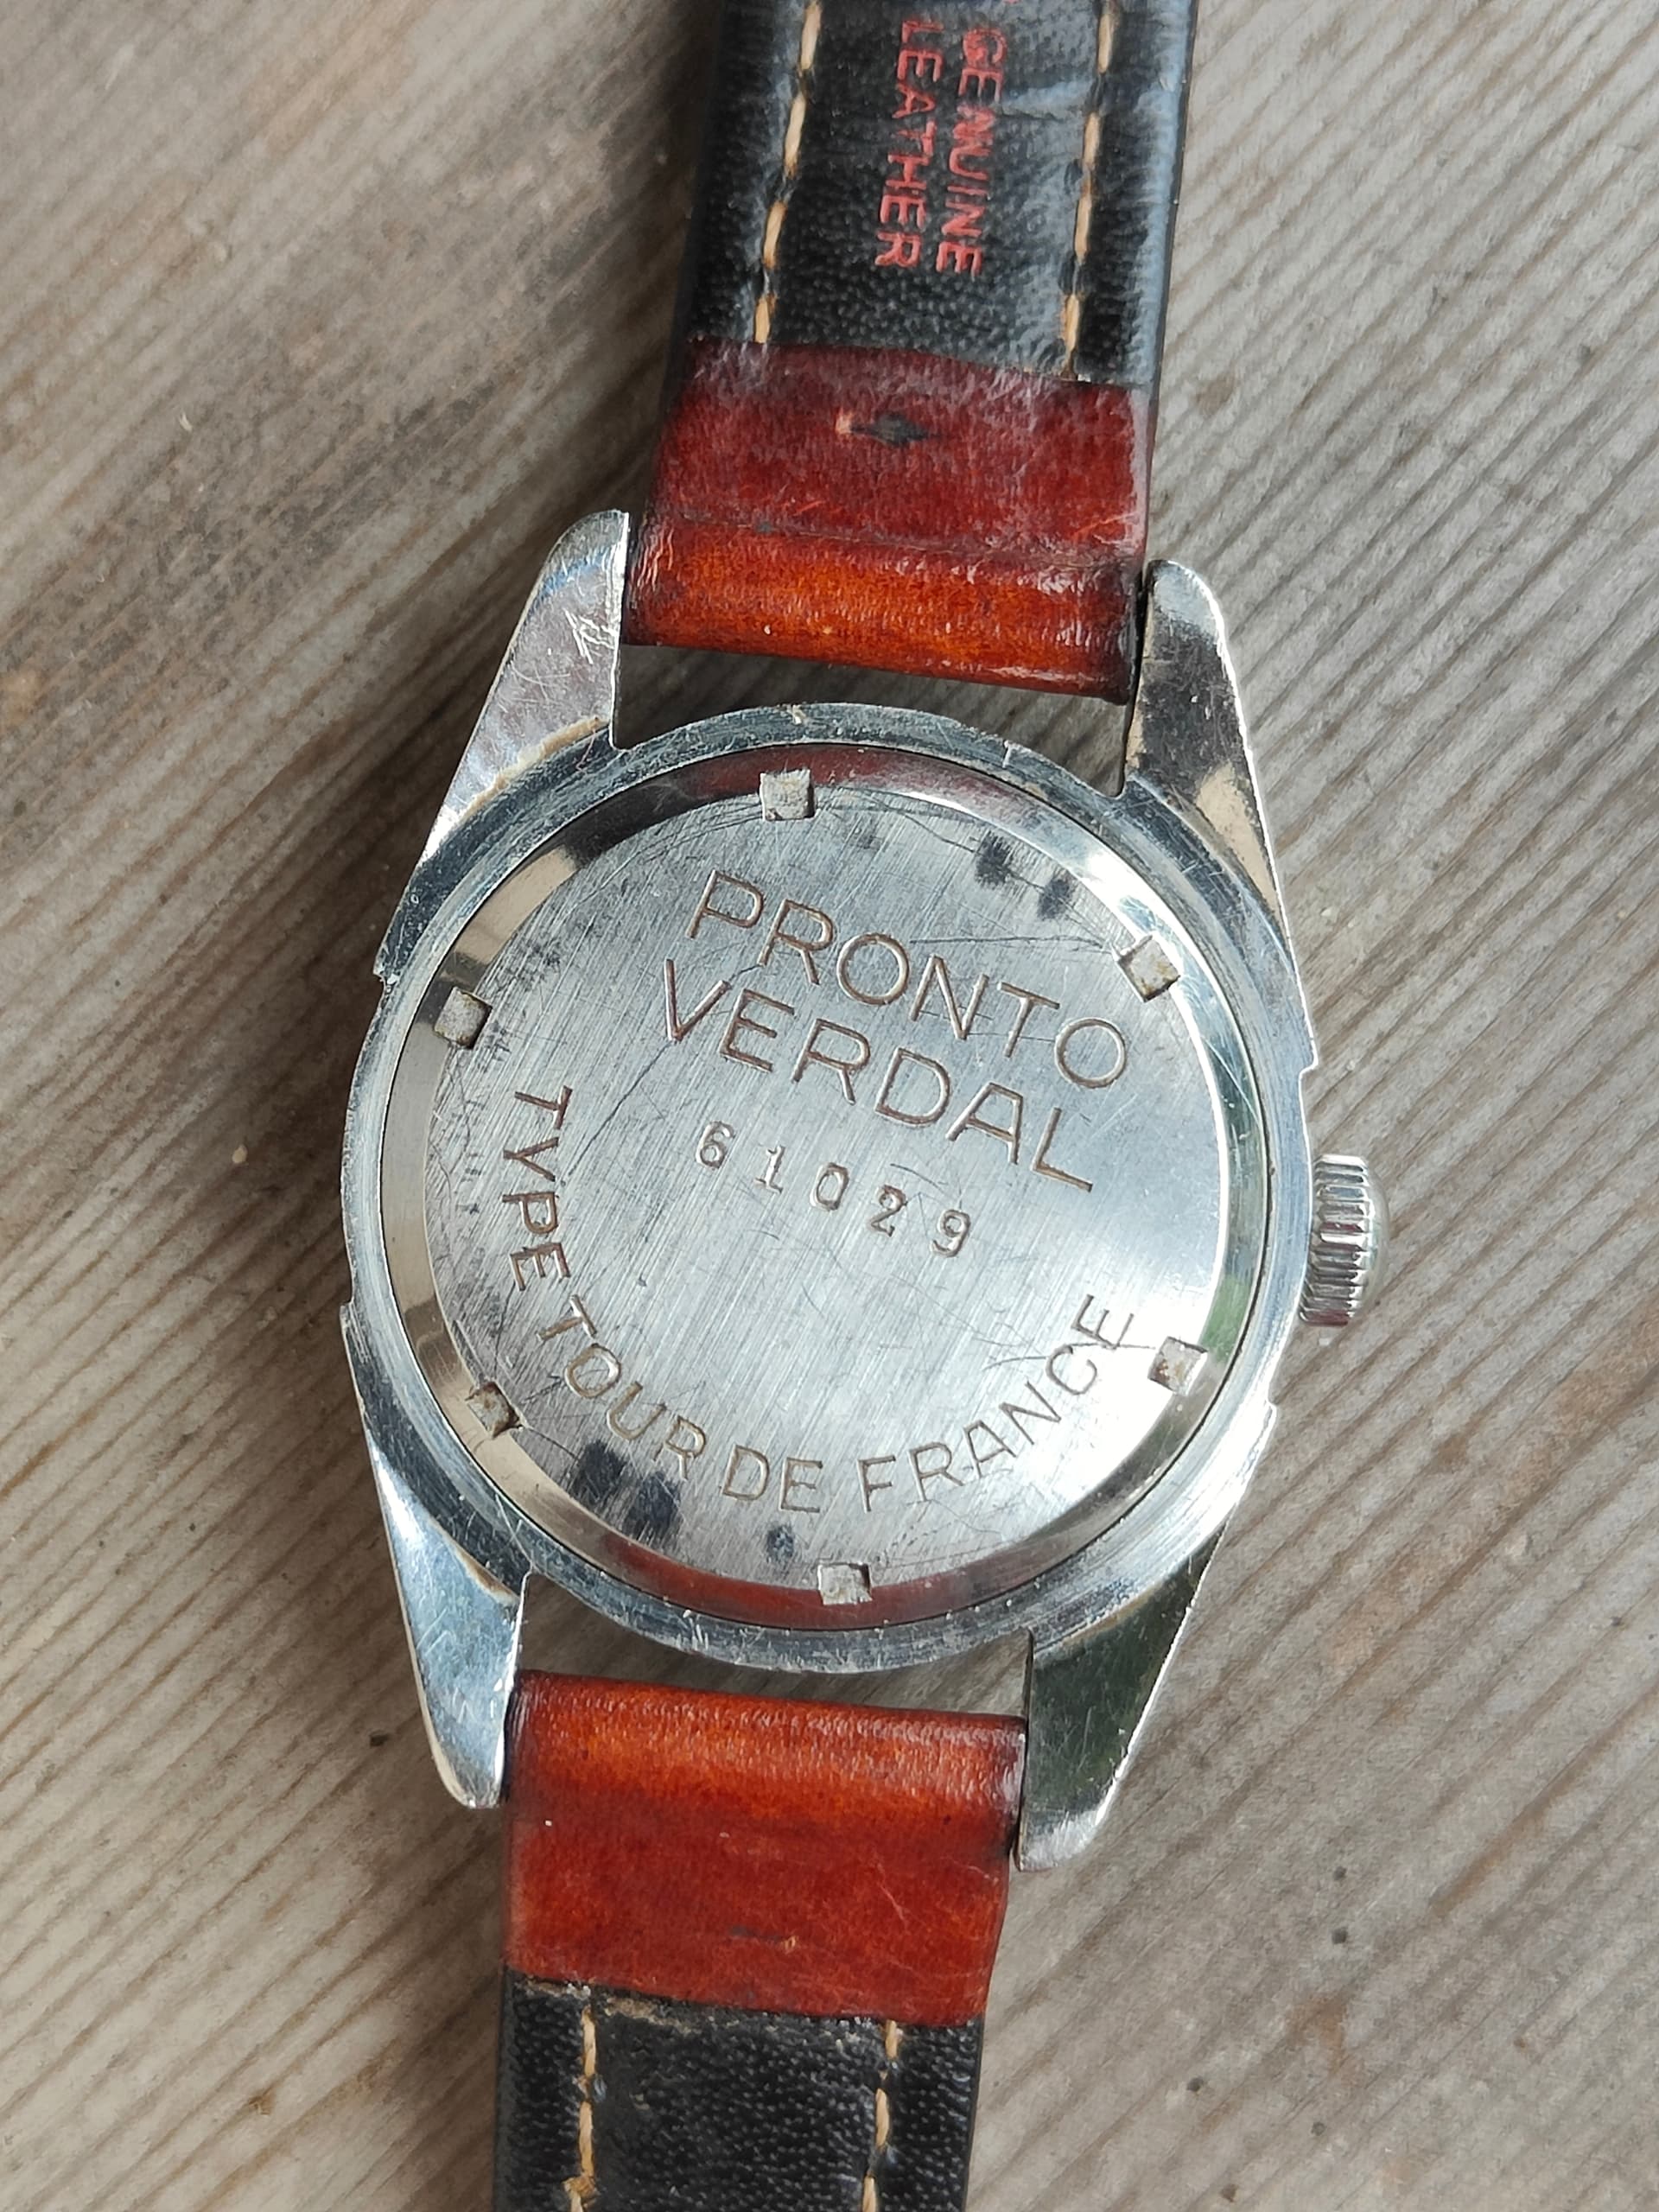 GENUINE
LEATHER
PRONTO
VERDAL
61029
TYPE TOUR DE FRANCE